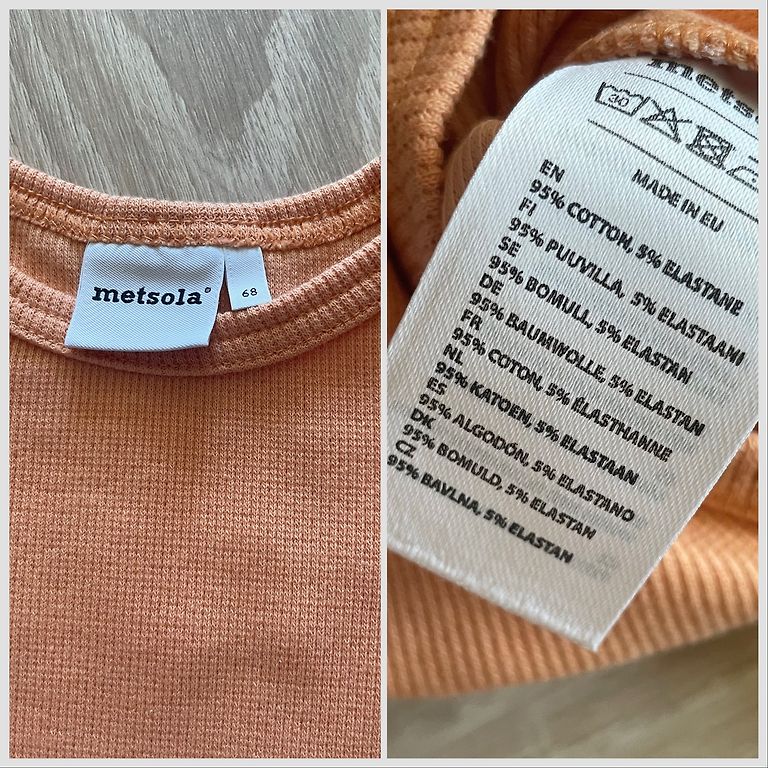 metsola
68
30
MADE IN EU
EN
95% COTTON, 5% ELASTANE
FI
95% PUUVILLA, 5% ELASTAANI
SE
95% BOMULL, 5% ELASTAN
DE
95% BAUMWOLLE, 5% ELASTAN
FR
95% COTON, 5% ÉLASTHANNE
NL
95% KATOEN, 5% ELASTAAN
ES
95% ALGODÓN, 5% ELASTANO
DK
95% BOMULD, 5% ELASTAN
CZ
95% BAVLNA, 5% ELASTAN